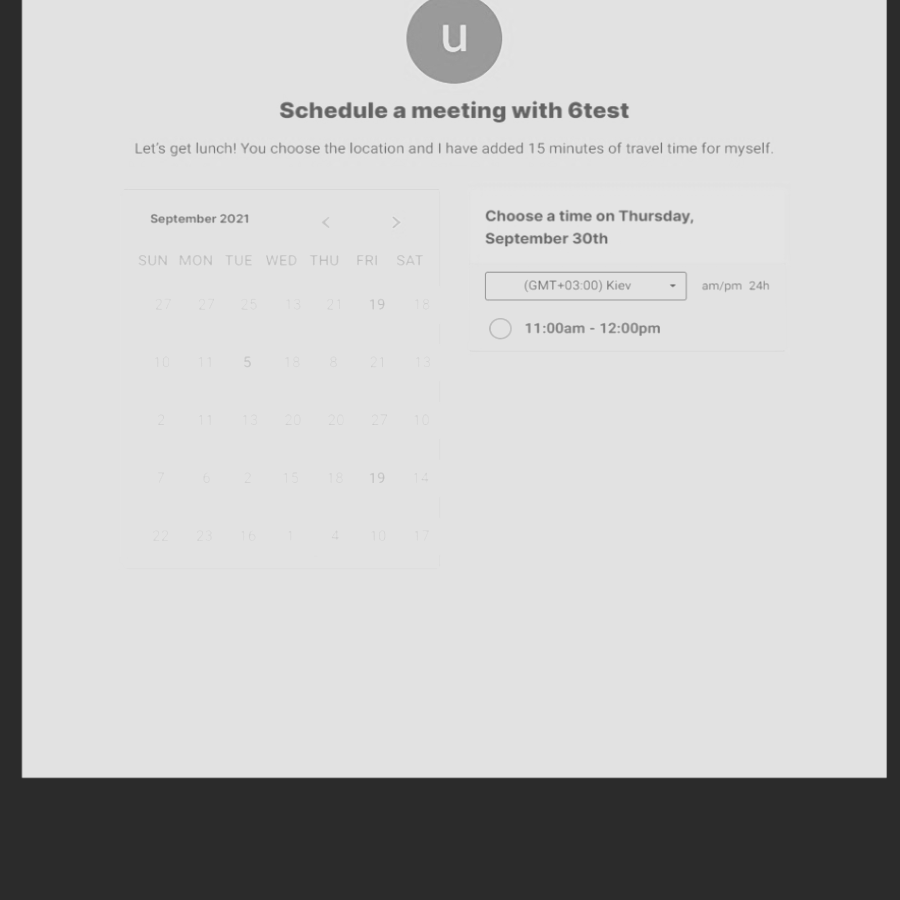 u
Schedule a meeting with 6test
Let's get lunch! You choose the location and I have added 15 minutes of travel time for myself.
September 2021 < >
SUN MON TUE WED THU FRI SAT
27 27 25 13 21 19 18
10 11 5 18 8 21 13
2 11 13 20 20 27 10
7 6 2 15 18 19 14
22 23 16 1 4 10 17
Choose a time on Thursday,
September 30th
(GMT+03:00) Kiev am/pm 24h
11:00am - 12:00pm